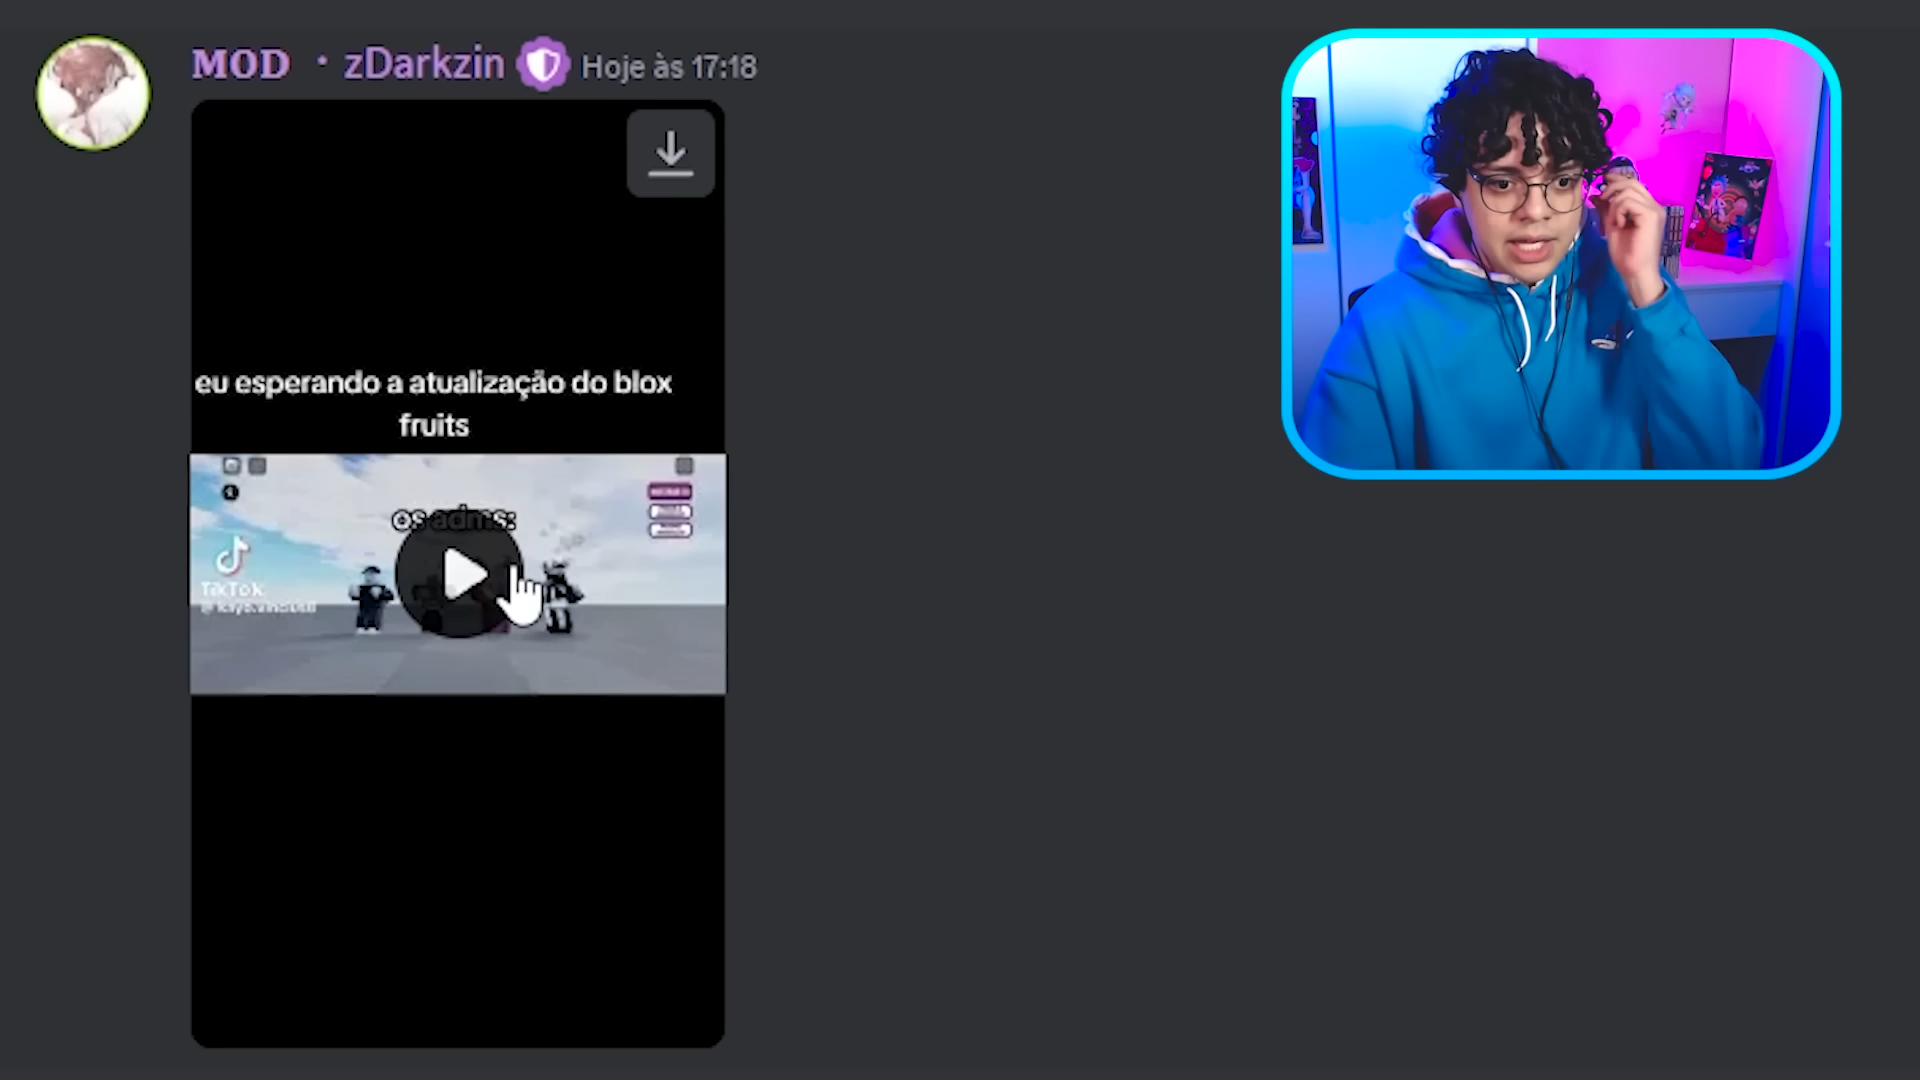 MOD · zDarkzin Hoje às 17:18
eu esperando a atualização do blox
fruits
os adms:
TikTok